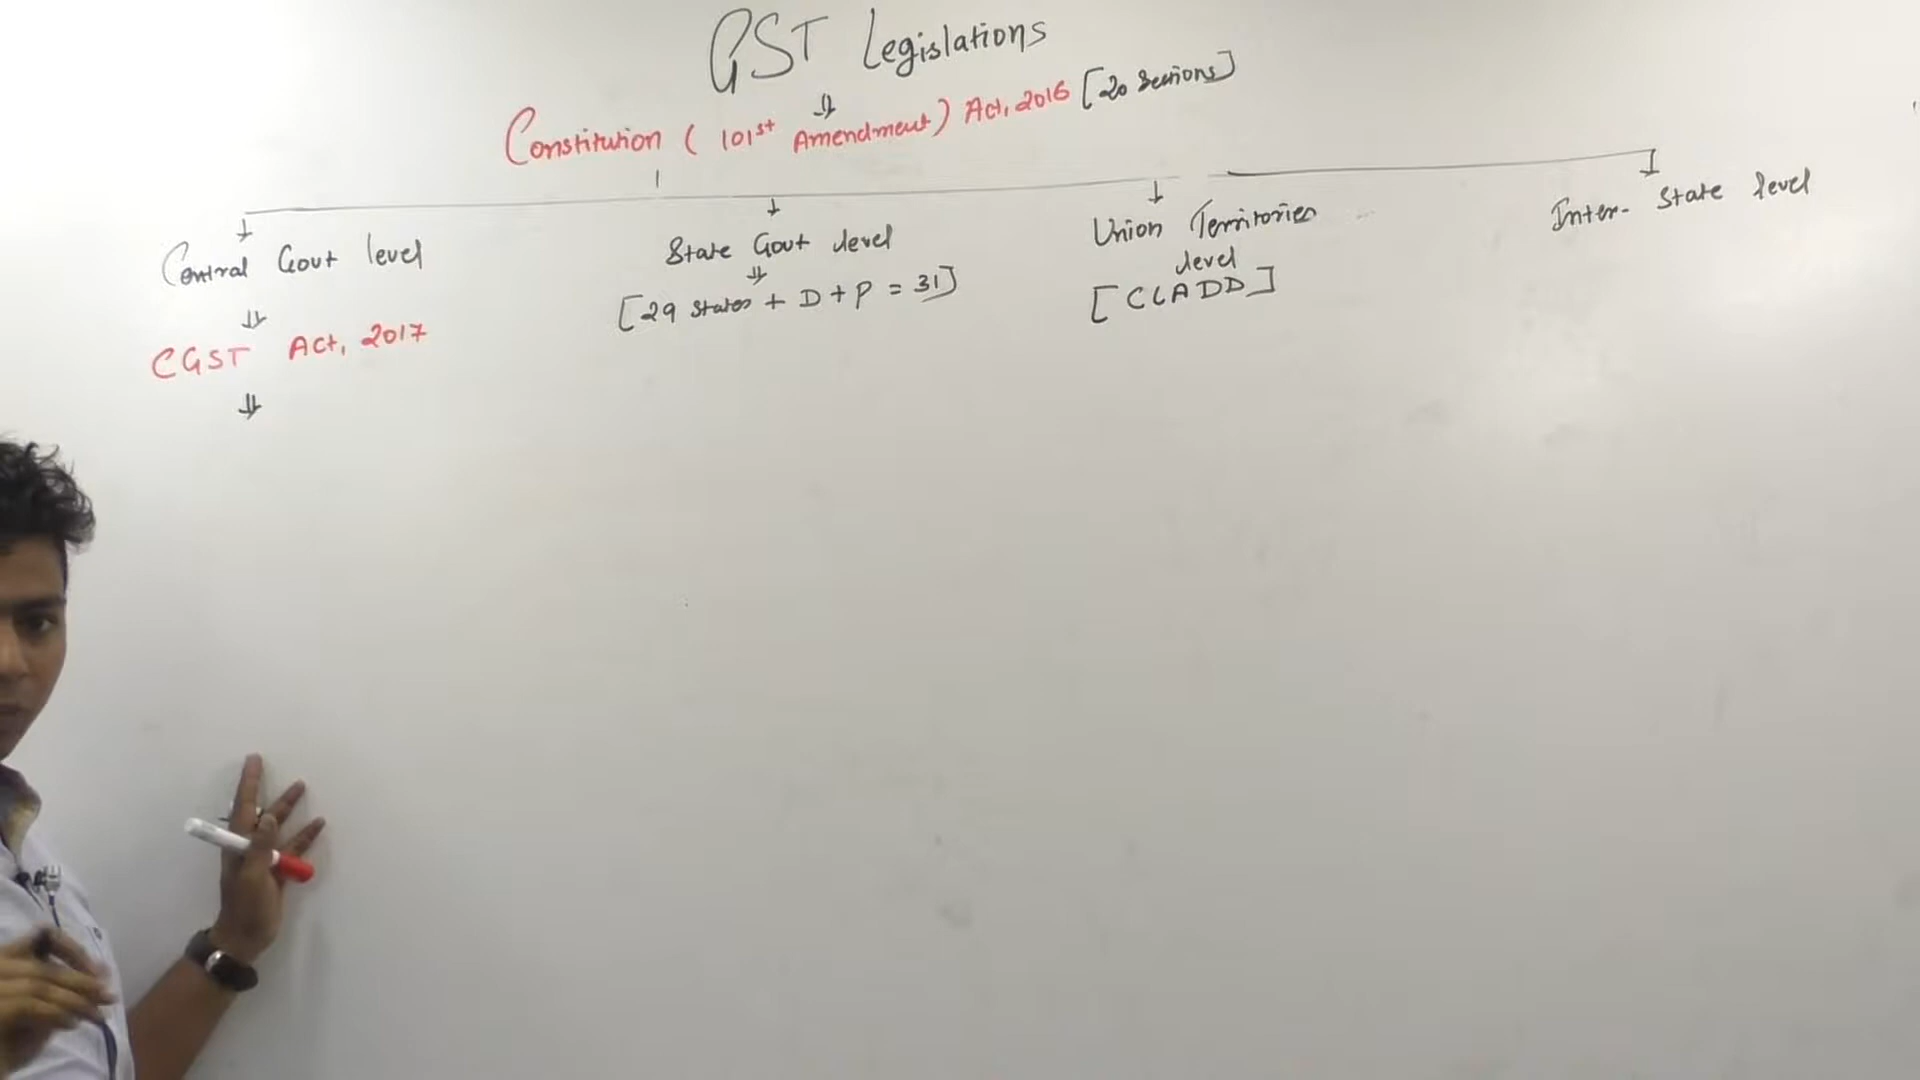 GST Legislations
Constitution (101st Amendment) Act, 2016 [20 Sections]
Central Govt level
State Govt level
Union Territories
level
Inter-State level
[29 States + D + P = 31]
[CLADD]
CGST Act, 2017